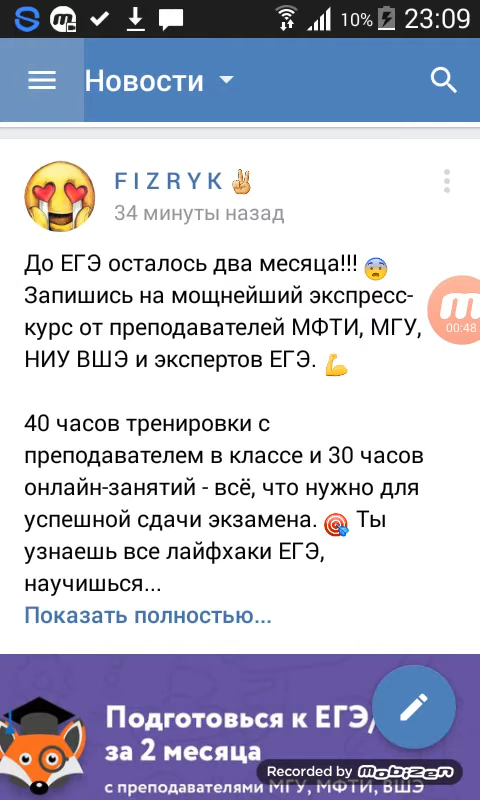 10% 23:09
Новости
F I Z R Y K
34 минуты назад
До ЕГЭ осталось два месяца!!!
Запишись на мощнейший экспресс-
курс от преподавателей МФТИ, МГУ,
НИУ ВШЭ и экспертов ЕГЭ.
00:48
40 часов тренировки с
преподавателем в классе и 30 часов
онлайн-занятий - всё, что нужно для
успешной сдачи экзамена. Ты
узнаешь все лайфхаки ЕГЭ,
научишься...
Показать полностью...
Подготовься к ЕГЭ/
за 2 месяца
Recorded by Mobizen
с преподавателями МГУ, МФТИ, ВШЭ